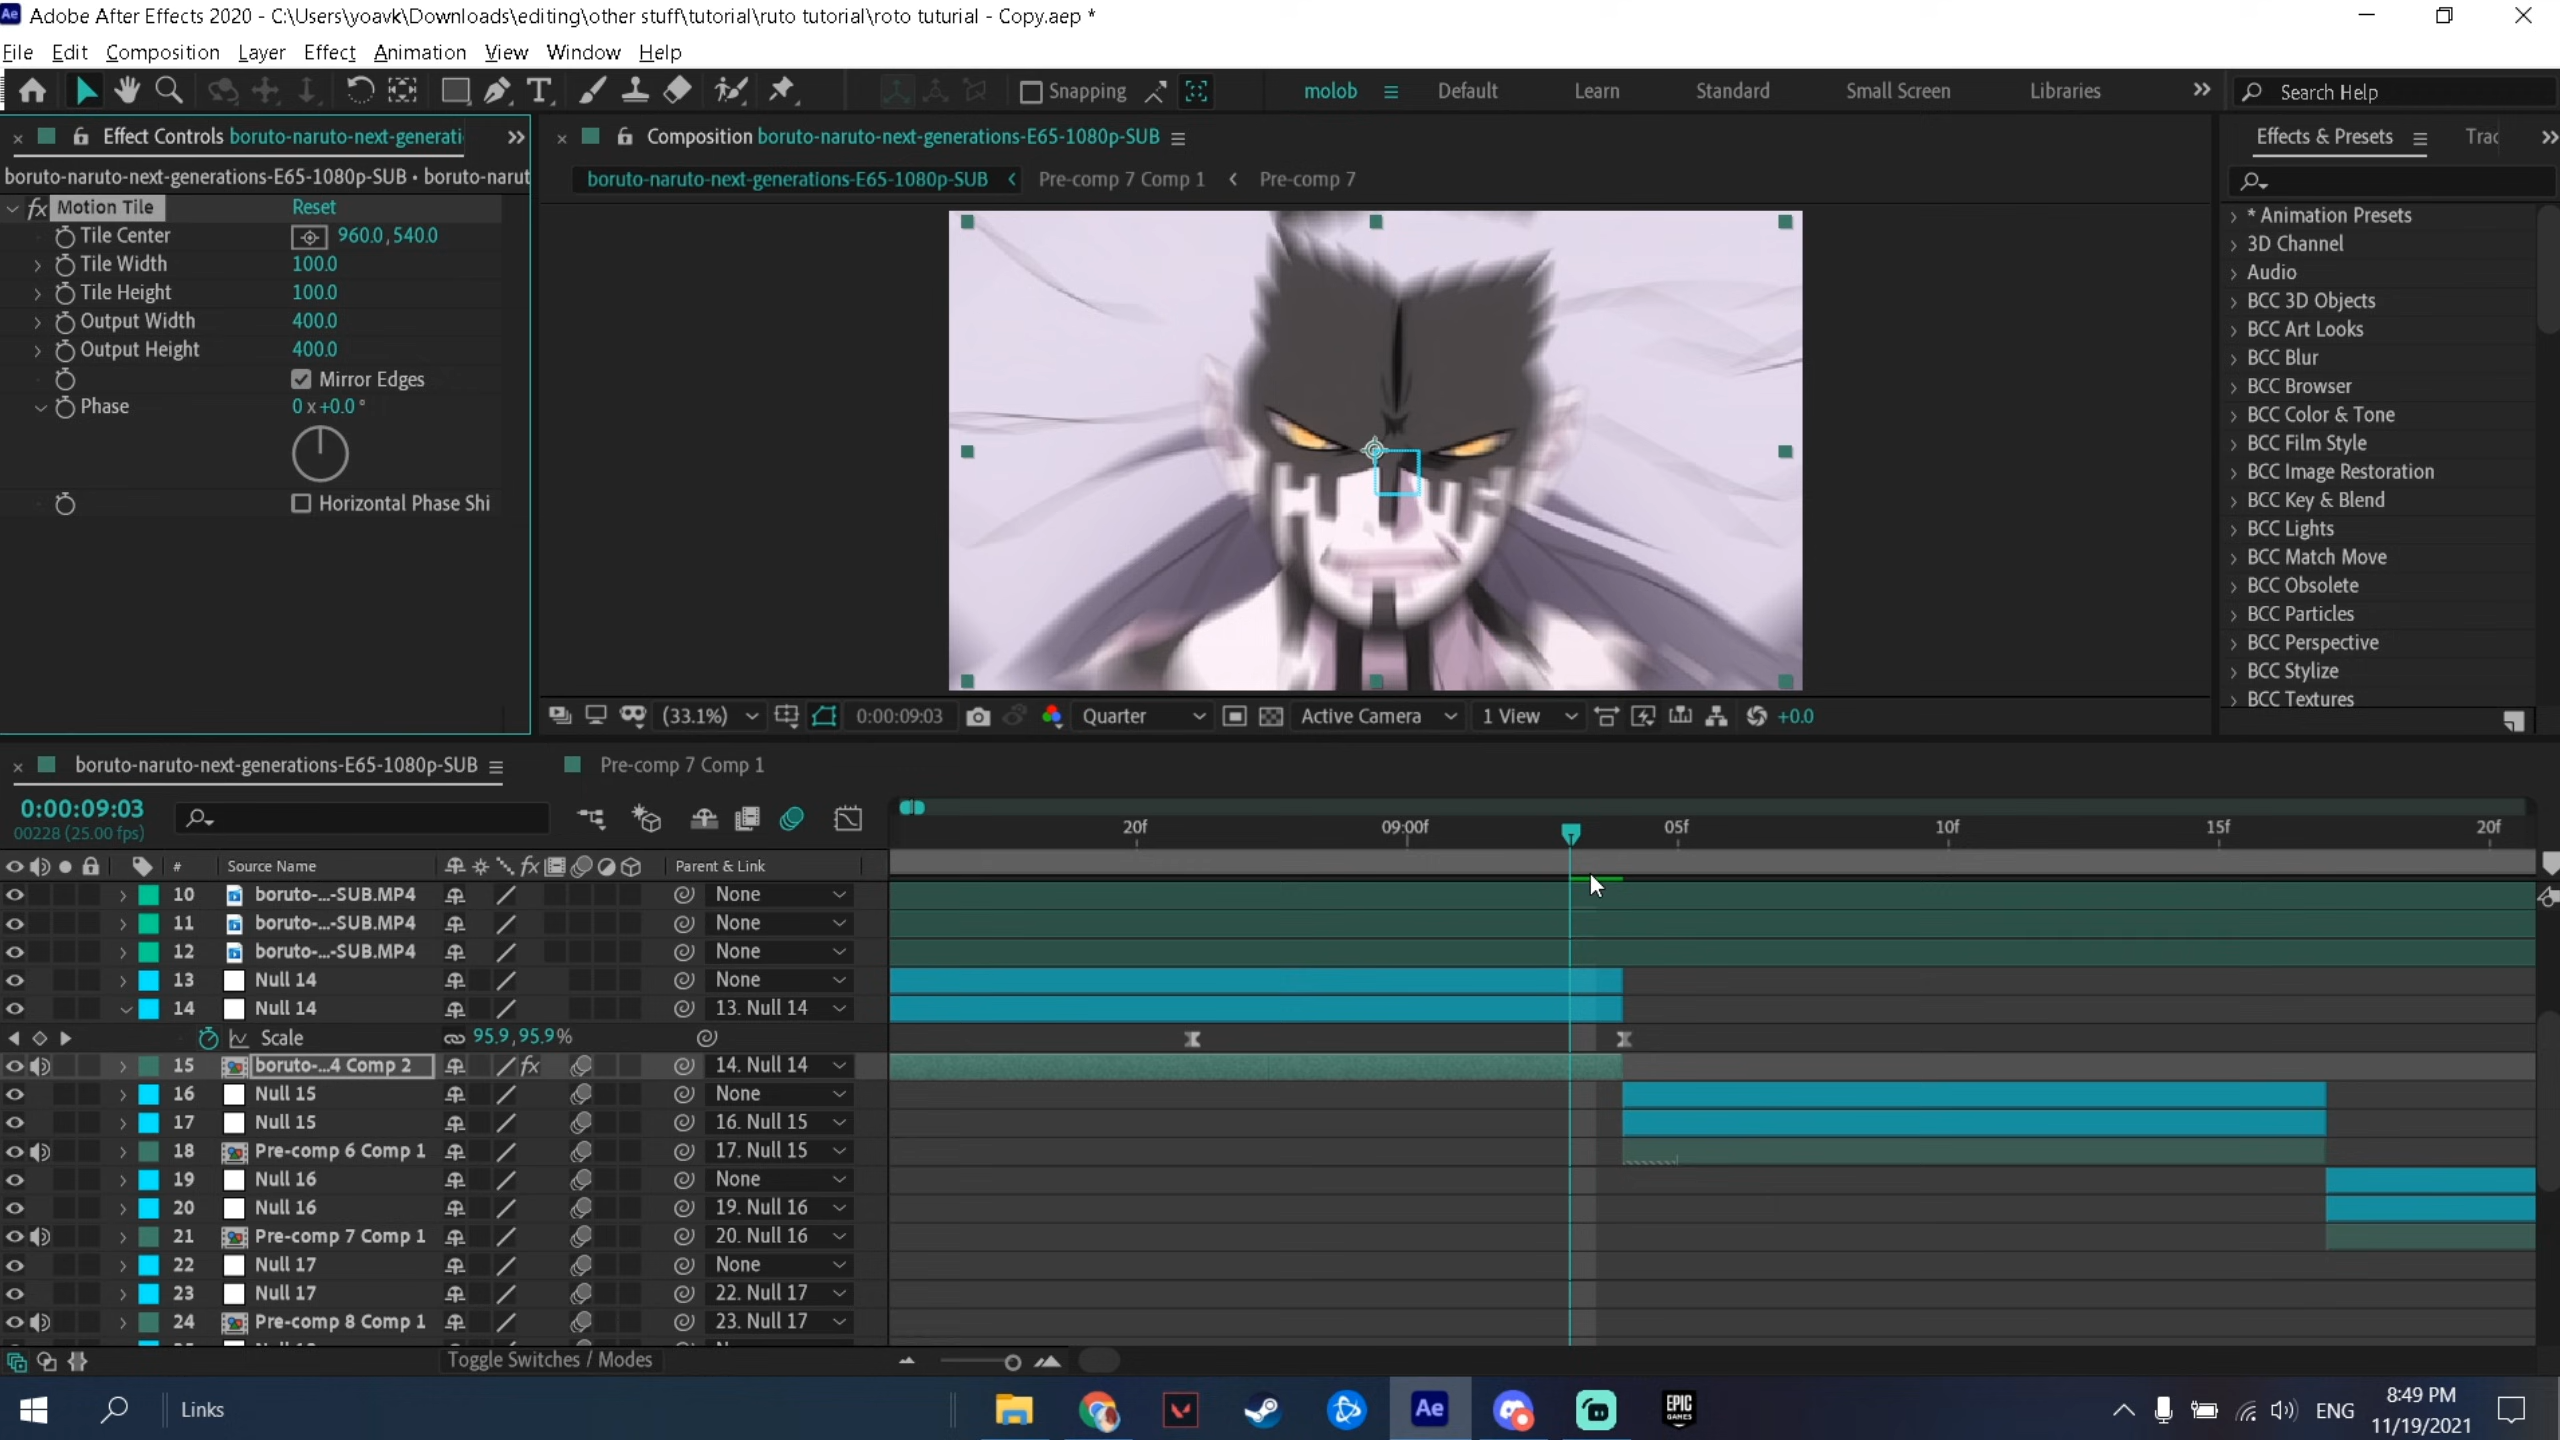 Adobe After Effects 2020 - C:\Users\yoavk\Downloads\editing\other stuff\tutorial\ruto tutorial\roto tuturial - Copy.aep *
File Edit Composition Layer Effect Animation View Window Help
Snapping molob Default Learn Standard Small Screen Libraries Search Help
Effect Controls boruto-naruto-next-generati
Composition boruto-naruto-next-generations-E65-1080p-SUB
Effects & Presets Trac
boruto-naruto-next-generations-E65-1080p-SUB • boruto-narut
boruto-naruto-next-generations-E65-1080p-SUB Pre-comp 7 Comp 1 Pre-comp 7
fx Motion Tile Reset
Tile Center 960.0, 540.0
Tile Width 100.0
Tile Height 100.0
Output Width 400.0
Output Height 400.0
Mirror Edges
Phase 0 x +0.0 °
Horizontal Phase Shi
* Animation Presets
3D Channel
Audio
BCC 3D Objects
BCC Art Looks
BCC Blur
BCC Browser
BCC Color & Tone
BCC Film Style
BCC Image Restoration
BCC Key & Blend
BCC Lights
BCC Match Move
BCC Obsolete
BCC Particles
BCC Perspective
BCC Stylize
BCC Textures
(33.1%) 0:00:09:03 Quarter Active Camera 1 View +0.0
boruto-naruto-next-generations-E65-1080p-SUB Pre-comp 7 Comp 1
0:00:09:03
00228 (25.00 fps)
20f 09:00f 05f 10f 15f 20f
# Source Name fx Parent & Link
10 boruto-...-SUB.MP4 None
11 boruto-...-SUB.MP4 None
12 boruto-...-SUB.MP4 None
13 Null 14 None
14 Null 14 13. Null 14
Scale 95.9, 95.9%
15 boruto-...4 Comp 2 fx 14. Null 14
16 Null 15 None
17 Null 15 16. Null 15
18 Pre-comp 6 Comp 1 17. Null 15
19 Null 16 None
20 Null 16 19. Null 16
21 Pre-comp 7 Comp 1 20. Null 16
22 Null 17 None
23 Null 17 22. Null 17
24 Pre-comp 8 Comp 1 23. Null 17
Toggle Switches / Modes
Links Ae EPIC GAMES ENG 8:49 PM
11/19/2021